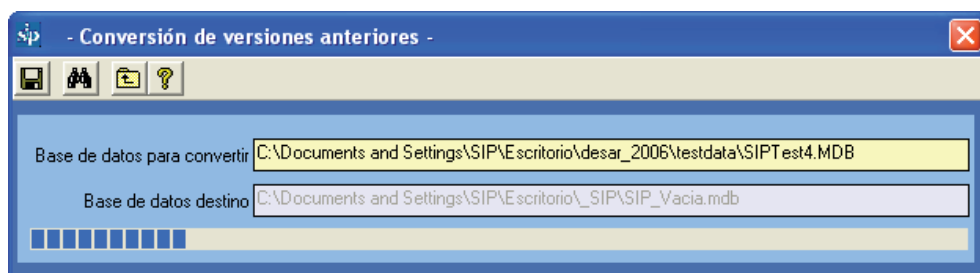 sip - Conversión de versiones anteriores -
?
Base de datos para convertir C:\Documents and Settings\SIP\Escritorio\desar_2006\testdata\SIPTest4.MDB
Base de datos destino C:\Documents and Settings\SIP\Escritorio\_SIP\SIP_Vacia.mdb